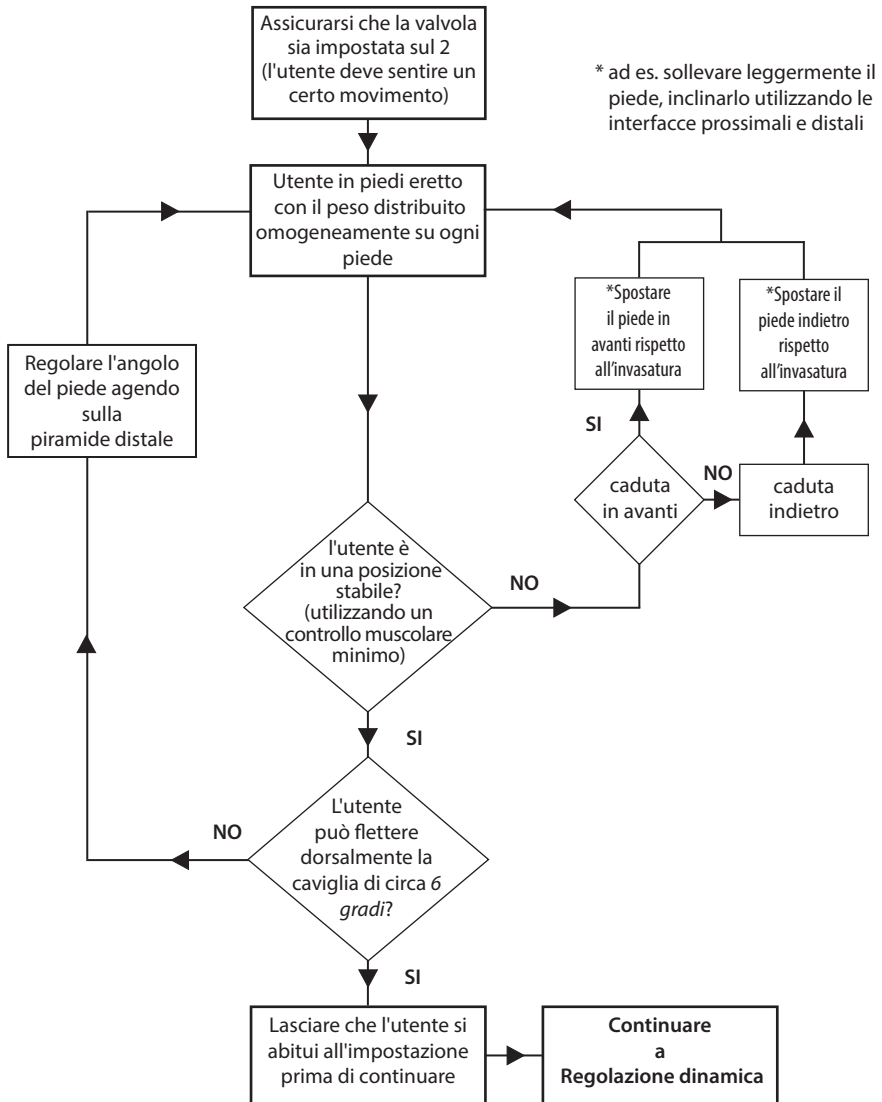 Assicurarsi che la valvola
sia impostata sul 2
(l'utente deve sentire un
certo movimento)
* ad es. sollevare leggermente il
piede, inclinarlo utilizzando le
interfacce prossimali e distali
Utente in piedi eretto
con il peso distribuito
omogeneamente su ogni
piede
*Spostare
il piede in
avanti rispetto
all'invasatura
*Spostare il
piede indietro
rispetto
all'invasatura
Regolare l'angolo
del piede agendo
sulla
piramide distale
SI
caduta
in avanti
NO
caduta
indietro
l'utente è
in una posizione
stabile?
(utilizzando un
controllo muscolare
minimo)
NO
SI
L'utente
può flettere
dorsalmente la
caviglia di circa 6
gradi?
NO
SI
Lasciare che l'utente si
abitui all'impostazione
prima di continuare
Continuare
a
Regolazione dinamica